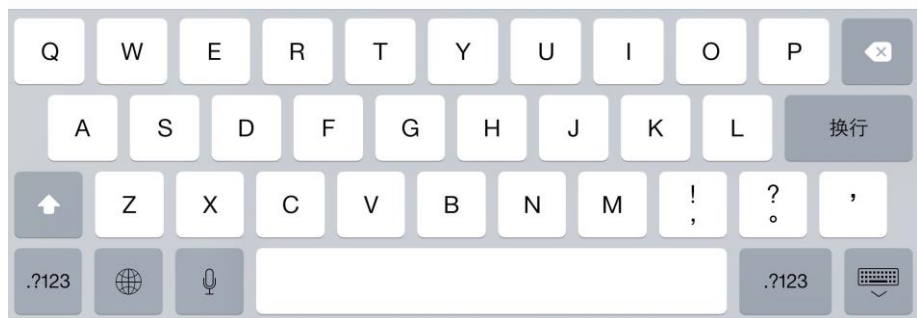 Q W E R T Y U I O P
A S D F G H J K L 换行
Z X C V B N M ! , ? 。 ’
.?123 .?123